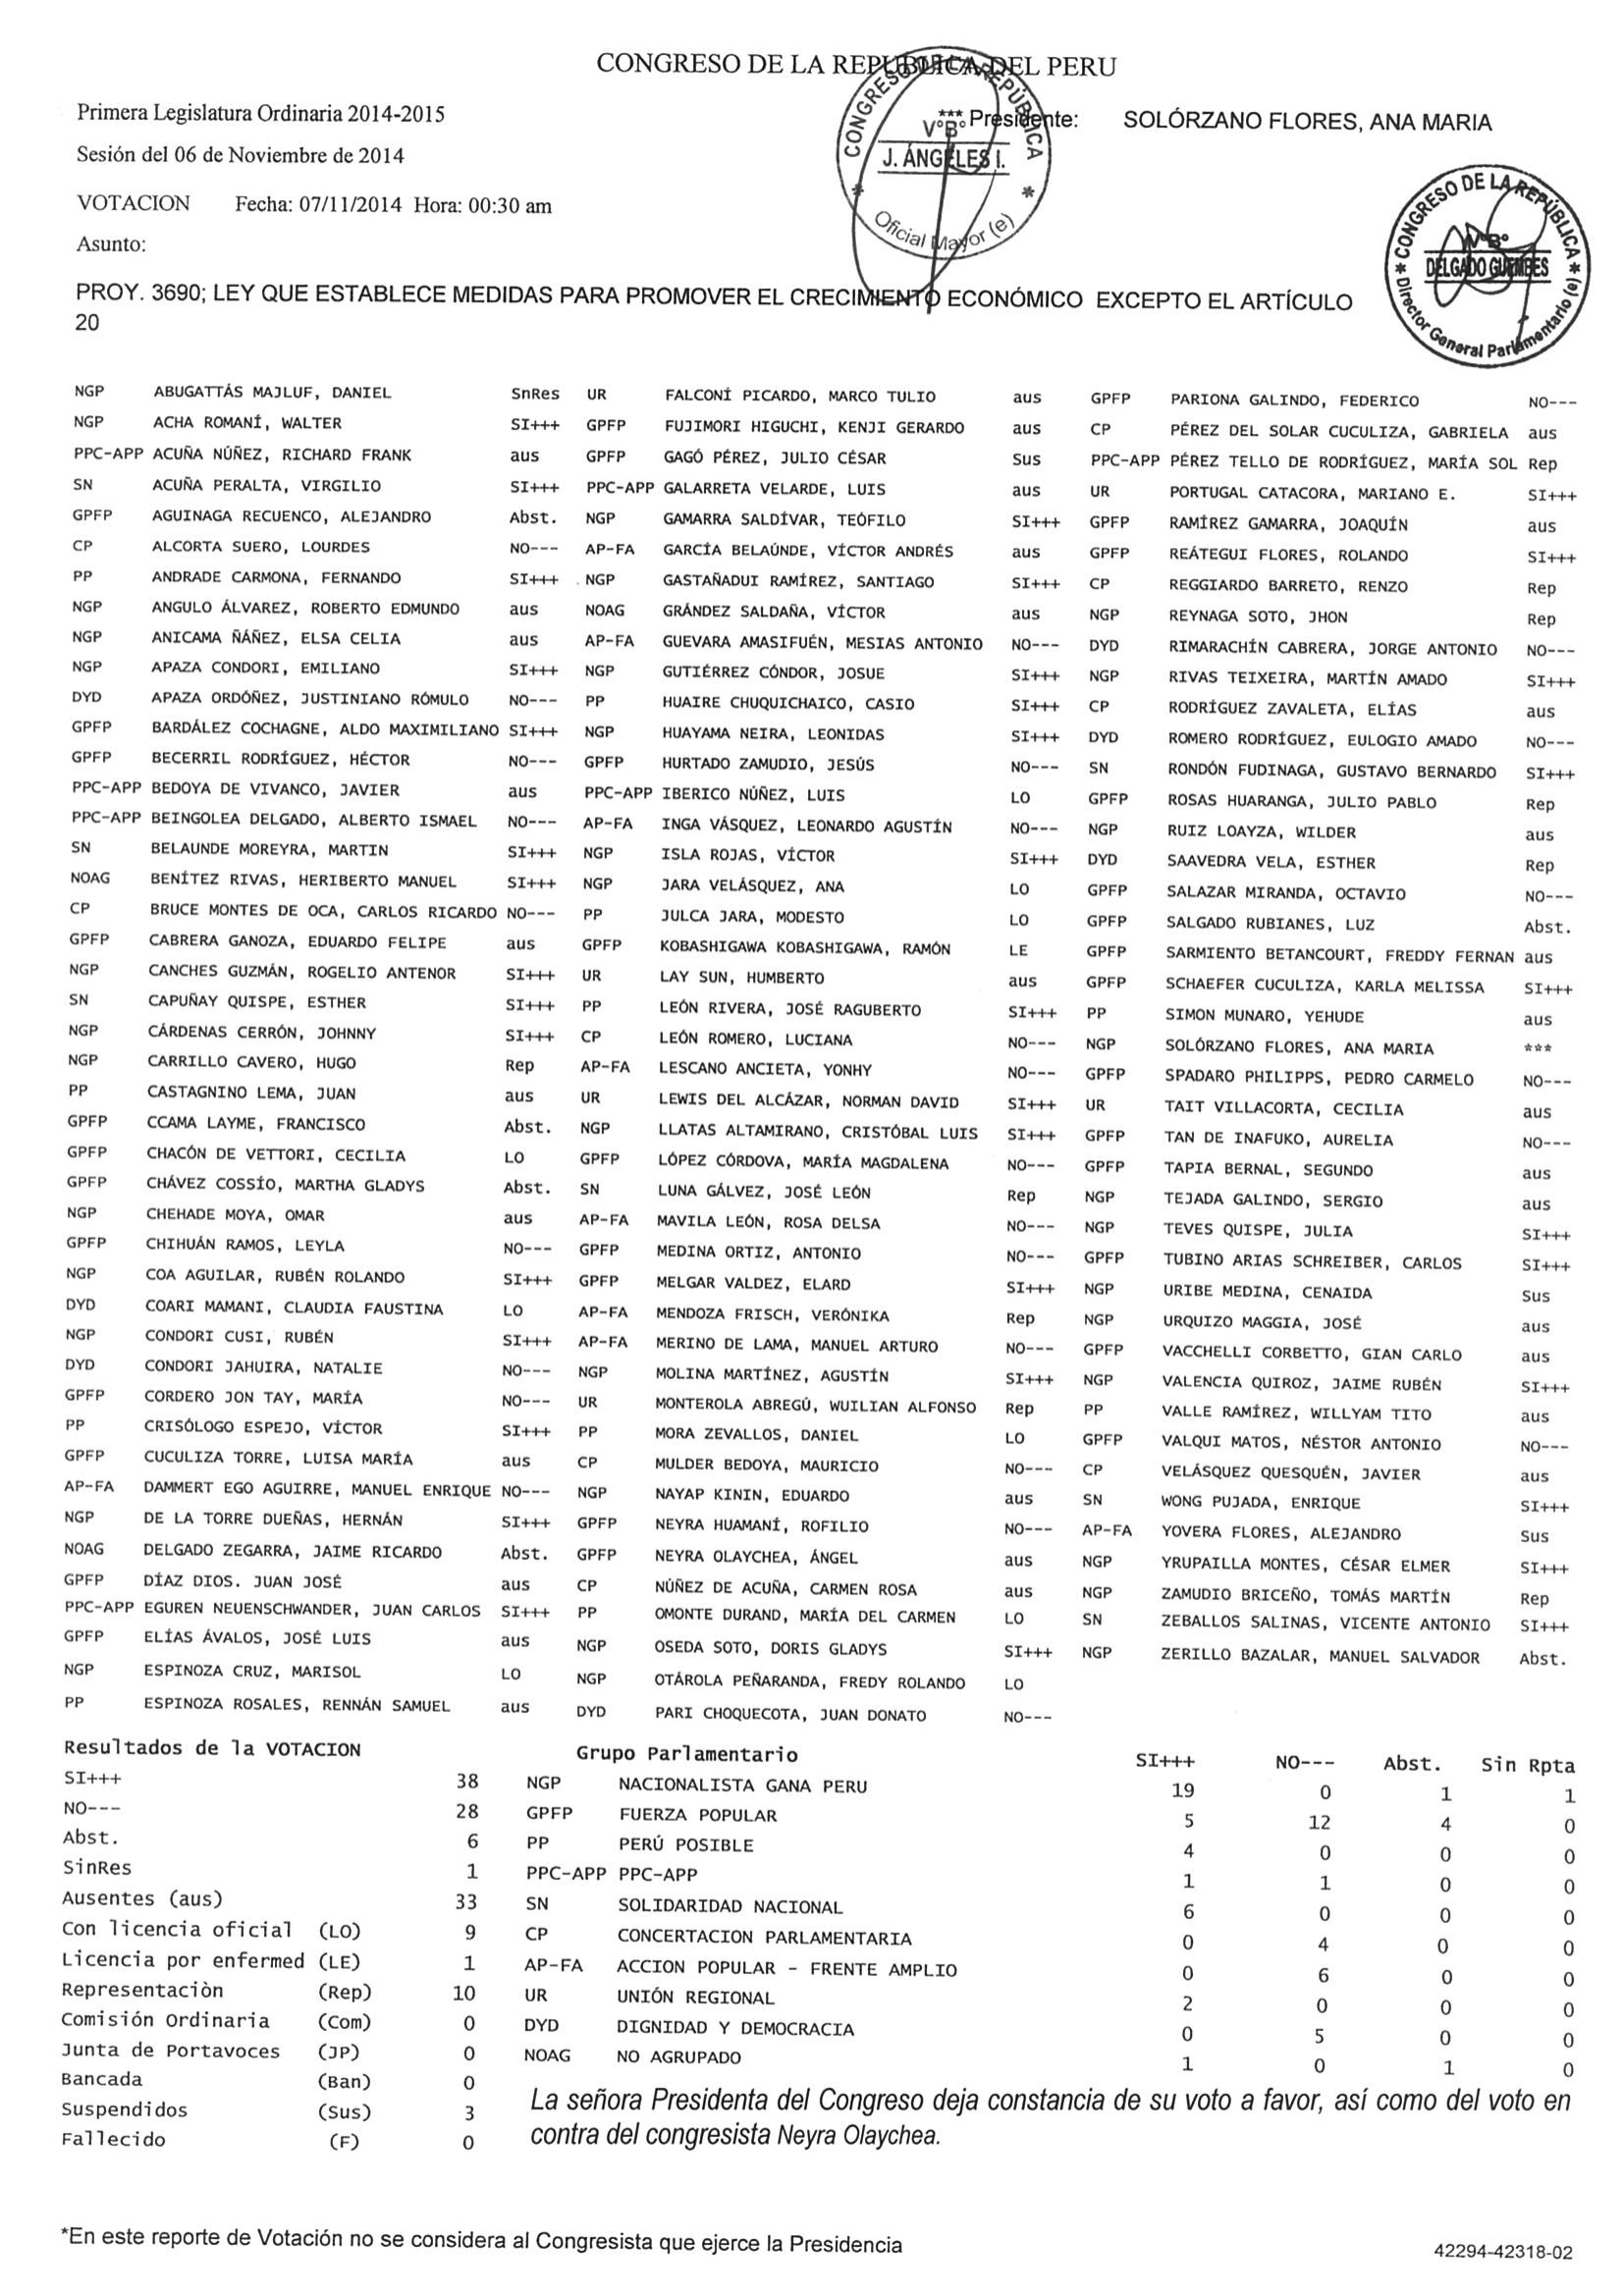 CONGRESO DE LA REPUBLICA DEL PERU
Primera Legislatura Ordinaria 2014-2015
*** Presidente: SOLÓRZANO FLORES, ANA MARIA
Sesión del 06 de Noviembre de 2014
VOTACION Fecha: 07/11/2014 Hora: 00:30 am
Asunto:
PROY. 3690; LEY QUE ESTABLECE MEDIDAS PARA PROMOVER EL CRECIMIENTO ECONÓMICO EXCEPTO EL ARTÍCULO
20
CONGRESO DE LA REPÚBLICA
V°B°
J. ÁNGELES I.
Oficial Mayor (e)
CONGRESO DE LA REPÚBLICA
V°B°
DELGADO GUEMBES
Director General Parlamentario (e)
NGP ABUGATTÁS MAJLUF, DANIEL SnRes
NGP ACHA ROMANÍ, WALTER SI+++
PPC-APP ACUÑA NÚÑEZ, RICHARD FRANK aus
SN ACUÑA PERALTA, VIRGILIO SI+++
GPFP AGUINAGA RECUENCO, ALEJANDRO Abst.
CP ALCORTA SUERO, LOURDES NO---
PP ANDRADE CARMONA, FERNANDO SI+++
NGP ANGULO ÁLVAREZ, ROBERTO EDMUNDO aus
NGP ANICAMA ÑÁÑEZ, ELSA CELIA aus
NGP APAZA CONDORI, EMILIANO SI+++
DYD APAZA ORDÓÑEZ, JUSTINIANO RÓMULO NO---
GPFP BARDÁLEZ COCHAGNE, ALDO MAXIMILIANO SI+++
GPFP BECERRIL RODRÍGUEZ, HÉCTOR NO---
PPC-APP BEDOYA DE VIVANCO, JAVIER aus
PPC-APP BEINGOLEA DELGADO, ALBERTO ISMAEL NO---
SN BELAUNDE MOREYRA, MARTIN SI+++
NOAG BENÍTEZ RIVAS, HERIBERTO MANUEL SI+++
CP BRUCE MONTES DE OCA, CARLOS RICARDO NO---
GPFP CABRERA GANOZA, EDUARDO FELIPE aus
NGP CANCHES GUZMÁN, ROGELIO ANTENOR SI+++
SN CAPUÑAY QUISPE, ESTHER SI+++
NGP CÁRDENAS CERRÓN, JOHNNY SI+++
NGP CARRILLO CAVERO, HUGO Rep
PP CASTAGNINO LEMA, JUAN aus
GPFP CCAMA LAYME, FRANCISCO Abst.
GPFP CHACÓN DE VETTORI, CECILIA LO
GPFP CHÁVEZ COSSÍO, MARTHA GLADYS Abst.
NGP CHEHADE MOYA, OMAR aus
GPFP CHIHUÁN RAMOS, LEYLA NO---
NGP COA AGUILAR, RUBÉN ROLANDO SI+++
DYD COARI MAMANI, CLAUDIA FAUSTINA LO
NGP CONDORI CUSI, RUBÉN SI+++
DYD CONDORI JAHUIRA, NATALIE NO---
GPFP CORDERO JON TAY, MARÍA NO---
PP CRISÓLOGO ESPEJO, VÍCTOR SI+++
GPFP CUCULIZA TORRE, LUISA MARÍA aus
AP-FA DAMMERT EGO AGUIRRE, MANUEL ENRIQUE NO---
NGP DE LA TORRE DUEÑAS, HERNÁN SI+++
NOAG DELGADO ZEGARRA, JAIME RICARDO Abst.
GPFP DÍAZ DIOS. JUAN JOSÉ aus
PPC-APP EGUREN NEUENSCHWANDER, JUAN CARLOS SI+++
GPFP ELÍAS ÁVALOS, JOSÉ LUIS aus
NGP ESPINOZA CRUZ, MARISOL LO
PP ESPINOZA ROSALES, RENNÁN SAMUEL aus
UR FALCONÍ PICARDO, MARCO TULIO aus
GPFP FUJIMORI HIGUCHI, KENJI GERARDO aus
GPFP GAGÓ PÉREZ, JULIO CÉSAR Sus
PPC-APP GALARRETA VELARDE, LUIS aus
NGP GAMARRA SALDÍVAR, TEÓFILO SI+++
AP-FA GARCÍA BELAÚNDE, VÍCTOR ANDRÉS aus
NGP GASTAÑADUI RAMÍREZ, SANTIAGO SI+++
NOAG GRÁNDEZ SALDAÑA, VÍCTOR aus
AP-FA GUEVARA AMASIFUÉN, MESIAS ANTONIO NO---
NGP GUTIÉRREZ CÓNDOR, JOSUE SI+++
PP HUAIRE CHUQUICHAICO, CASIO SI+++
NGP HUAYAMA NEIRA, LEONIDAS SI+++
GPFP HURTADO ZAMUDIO, JESÚS NO---
PPC-APP IBERICO NÚÑEZ, LUIS LO
AP-FA INGA VÁSQUEZ, LEONARDO AGUSTÍN NO---
NGP ISLA ROJAS, VÍCTOR SI+++
NGP JARA VELÁSQUEZ, ANA LO
PP JULCA JARA, MODESTO LO
GPFP KOBASHIGAWA KOBASHIGAWA, RAMÓN LE
UR LAY SUN, HUMBERTO aus
PP LEÓN RIVERA, JOSÉ RAGUBERTO SI+++
CP LEÓN ROMERO, LUCIANA NO---
AP-FA LESCANO ANCIETA, YONHY NO---
UR LEWIS DEL ALCÁZAR, NORMAN DAVID SI+++
NGP LLATAS ALTAMIRANO, CRISTÓBAL LUIS SI+++
GPFP LÓPEZ CÓRDOVA, MARÍA MAGDALENA NO---
SN LUNA GÁLVEZ, JOSÉ LEÓN Rep
AP-FA MAVILA LEÓN, ROSA DELSA NO---
GPFP MEDINA ORTIZ, ANTONIO NO---
GPFP MELGAR VALDEZ, ELARD SI+++
AP-FA MENDOZA FRISCH, VERÓNIKA Rep
AP-FA MERINO DE LAMA, MANUEL ARTURO NO---
NGP MOLINA MARTÍNEZ, AGUSTÍN SI+++
UR MONTEROLA ABREGÚ, WUILIAN ALFONSO Rep
PP MORA ZEVALLOS, DANIEL LO
CP MULDER BEDOYA, MAURICIO NO---
NGP NAYAP KININ, EDUARDO aus
GPFP NEYRA HUAMANÍ, ROFILIO NO---
GPFP NEYRA OLAYCHEA, ÁNGEL aus
CP NÚÑEZ DE ACUÑA, CARMEN ROSA aus
PP OMONTE DURAND, MARÍA DEL CARMEN LO
NGP OSEDA SOTO, DORIS GLADYS SI+++
NGP OTÁROLA PEÑARANDA, FREDY ROLANDO LO
DYD PARI CHOQUECOTA, JUAN DONATO NO---
GPFP PARIONA GALINDO, FEDERICO NO---
CP PÉREZ DEL SOLAR CUCULIZA, GABRIELA aus
PPC-APP PÉREZ TELLO DE RODRÍGUEZ, MARÍA SOL Rep
UR PORTUGAL CATACORA, MARIANO E. SI+++
GPFP RAMÍREZ GAMARRA, JOAQUÍN aus
GPFP REÁTEGUI FLORES, ROLANDO SI+++
CP REGGIARDO BARRETO, RENZO Rep
NGP REYNAGA SOTO, JHON Rep
DYD RIMARACHÍN CABRERA, JORGE ANTONIO NO---
NGP RIVAS TEIXEIRA, MARTÍN AMADO SI+++
CP RODRÍGUEZ ZAVALETA, ELÍAS aus
DYD ROMERO RODRÍGUEZ, EULOGIO AMADO NO---
SN RONDÓN FUDINAGA, GUSTAVO BERNARDO SI+++
GPFP ROSAS HUARANGA, JULIO PABLO Rep
NGP RUIZ LOAYZA, WILDER aus
DYD SAAVEDRA VELA, ESTHER Rep
GPFP SALAZAR MIRANDA, OCTAVIO NO---
GPFP SALGADO RUBIANES, LUZ Abst.
GPFP SARMIENTO BETANCOURT, FREDDY FERNAN aus
GPFP SCHAEFER CUCULIZA, KARLA MELISSA SI+++
PP SIMON MUNARO, YEHUDE aus
NGP SOLÓRZANO FLORES, ANA MARIA ***
GPFP SPADARO PHILIPPS, PEDRO CARMELO NO---
UR TAIT VILLACORTA, CECILIA aus
GPFP TAN DE INAFUKO, AURELIA NO---
GPFP TAPIA BERNAL, SEGUNDO aus
NGP TEJADA GALINDO, SERGIO aus
NGP TEVES QUISPE, JULIA SI+++
GPFP TUBINO ARIAS SCHREIBER, CARLOS SI+++
NGP URIBE MEDINA, CENAIDA Sus
NGP URQUIZO MAGGIA, JOSÉ aus
GPFP VACCHELLI CORBETTO, GIAN CARLO aus
NGP VALENCIA QUIROZ, JAIME RUBÉN SI+++
PP VALLE RAMÍREZ, WILLYAM TITO aus
GPFP VALQUI MATOS, NÉSTOR ANTONIO NO---
CP VELÁSQUEZ QUESQUÉN, JAVIER aus
SN WONG PUJADA, ENRIQUE SI+++
AP-FA YOVERA FLORES, ALEJANDRO Sus
NGP YRUPAILLA MONTES, CÉSAR ELMER SI+++
NGP ZAMUDIO BRICEÑO, TOMÁS MARTÍN Rep
SN ZEBALLOS SALINAS, VICENTE ANTONIO SI+++
NGP ZERILLO BAZALAR, MANUEL SALVADOR Abst.
Resultados de la VOTACION
SI+++ 38
NO--- 28
Abst. 6
SinRes 1
Ausentes (aus) 33
Con licencia oficial (LO) 9
Licencia por enfermed (LE) 1
Representaciòn (Rep) 10
Comisión Ordinaria (Com) 0
Junta de Portavoces (JP) 0
Bancada (Ban) 0
Suspendidos (Sus) 3
Fallecido (F) 0
Grupo Parlamentario SI+++ NO--- Abst. Sin Rpta
NGP NACIONALISTA GANA PERU 19 0 1 1
GPFP FUERZA POPULAR 5 12 4 0
PP PERÚ POSIBLE 4 0 0 0
PPC-APP PPC-APP 1 1 0 0
SN SOLIDARIDAD NACIONAL 6 0 0 0
CP CONCERTACION PARLAMENTARIA 0 4 0 0
AP-FA ACCION POPULAR - FRENTE AMPLIO 0 6 0 0
UR UNIÓN REGIONAL 2 0 0 0
DYD DIGNIDAD Y DEMOCRACIA 0 5 0 0
NOAG NO AGRUPADO 1 0 1 0
La señora Presidenta del Congreso deja constancia de su voto a favor, así como del voto en
contra del congresista Neyra Olaychea.
*En este reporte de Votación no se considera al Congresista que ejerce la Presidencia
42294-42318-02